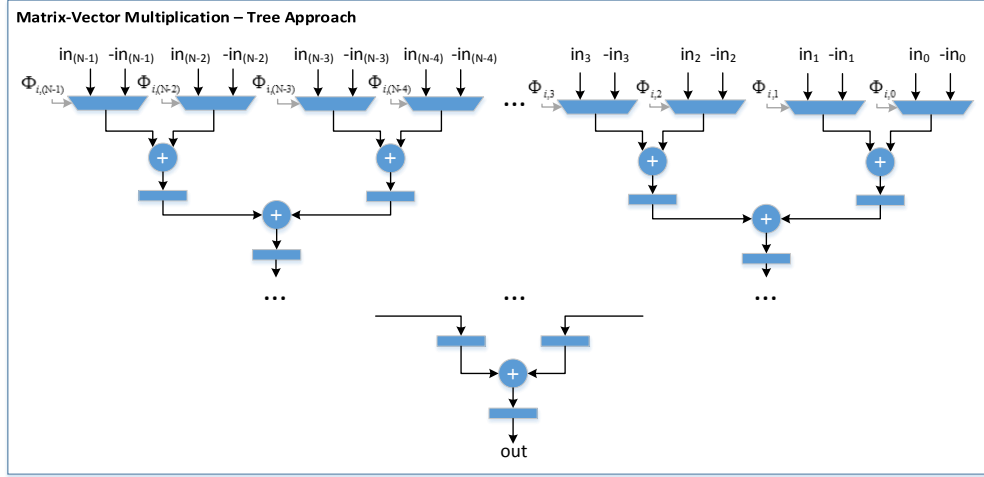 Matrix-Vector Multiplication – Tree Approach
in(N-1) -in(N-1) in(N-2) -in(N-2) in(N-3) -in(N-3) in(N-4) -in(N-4) in3 -in3 in2 -in2 in1 -in1 in0 -in0
Φi,(N-1) Φi,(N-2) Φi,(N-3) Φi,(N-4) ... Φi,3 Φi,2 Φi,1 Φi,0
+ + + +
+ +
... ... ...
+
out